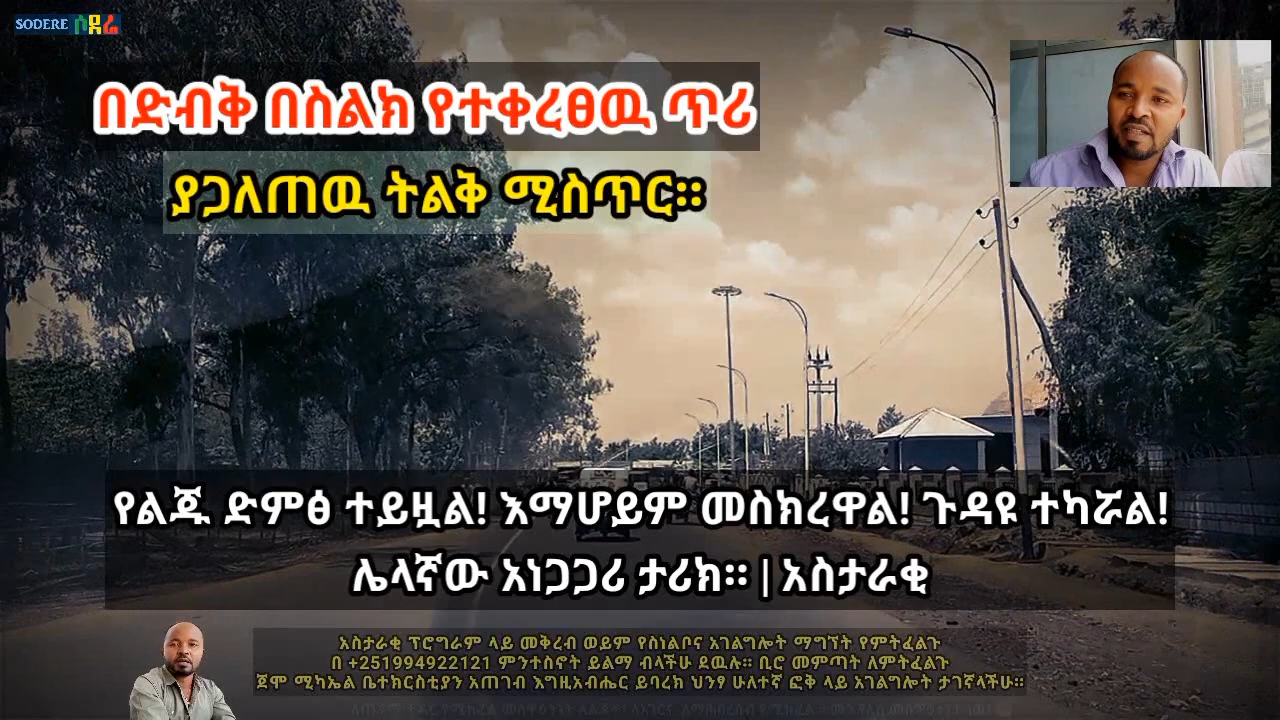 SODERE ሶደሬ
በድብቅ በስልክ የተቀረፀዉ ጥሪ
ያጋለጠዉ ትልቅ ሚስጥር።
የልጁ ድምፅ ተይዟል! እማሆይም መስክረዋል! ጉዳዩ ተካሯል!
ሌላኛው አነጋጋሪ ታሪክ። | አስታራቂ
አስታራቂ ፕሮግራም ላይ መቅረብ ወይም የስነልቦና አገልግሎት ማግኘት የምትፈልጉ
በ +251994922121 ምንተስኖት ይልማ ብላችሁ ደዉሉ። ቢሮ መምጣት ለምትፈልጉ
ጀሞ ሚካኤል ቤተክርስቲያን አጠገብ እግዚአብሔር ይባረክ ህንፃ ሁለተኛ ፎቅ ላይ አገልግሎት ታገኛላችሁ።